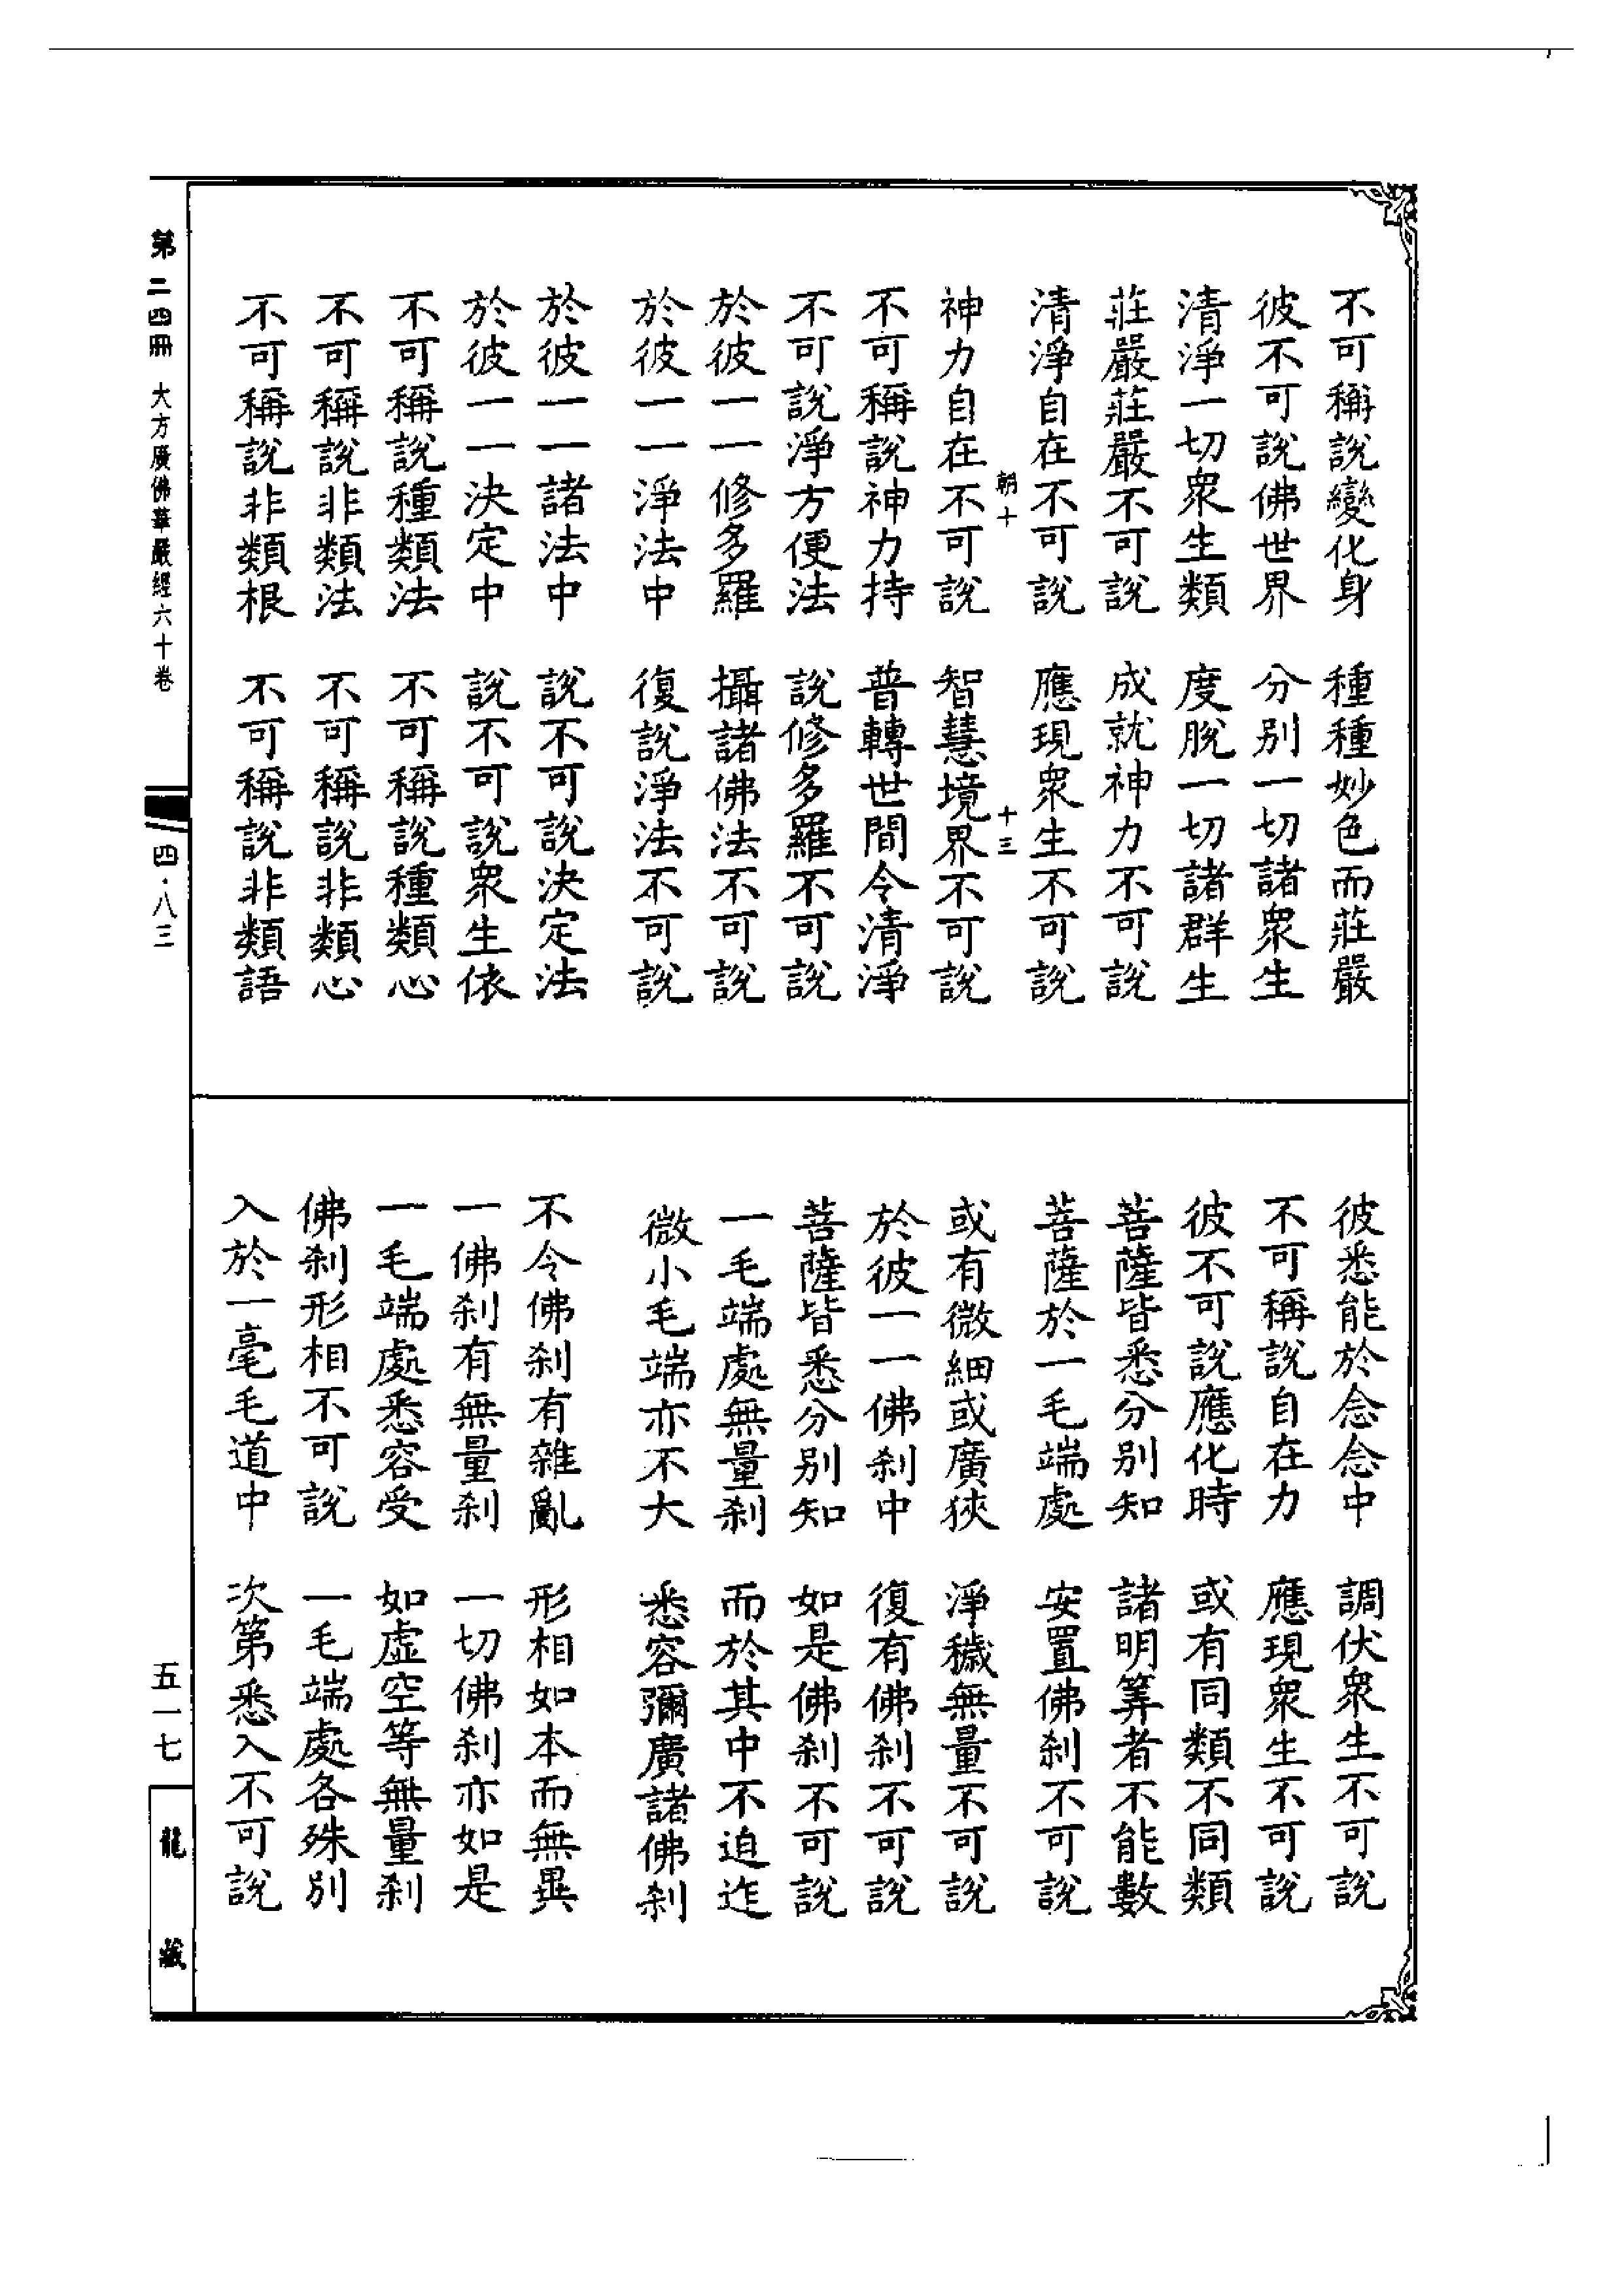 不可稱說變化身　種種妙色而莊嚴
彼不可說佛世界　分別一切諸衆生
清淨一切衆生類　度脫一切諸群生
莊嚴莊嚴不可說　成就神力不可說
清淨自在不可說　應現衆生不可說
朝十　十三
神力自在不可說　智慧境界不可說
不可稱說神力持　普轉世間令清淨
不可說淨方便法　說修多羅不可說
於彼一一修多羅　攝諸佛法不可說
於彼一一淨法中　復說淨法不可說
於彼一一諸法中　說不可說決定法
於彼一一決定中　說不可說衆生依
不可稱說種類法　不可稱說種類心
不可稱說非類法　不可稱說非類心
不可稱說非類根　不可稱說非類語
彼悉能於念念中　調伏衆生不可說
不可稱說自在力　應現衆生不可說
彼不可說應化時　或有同類不同類
菩薩皆悉分別知　諸明筭者不能數
菩薩於一毛端處　安置佛剎不可說
或有微細或廣狹　淨穢無量不可說
於彼一一佛剎中　復有佛剎不可說
菩薩皆悉分別知　如是佛剎不可說
一毛端處無量剎　而於其中不迫迮
微小毛端亦不大　悉容彌廣諸佛剎
不令佛剎有雜亂　形相如本而無異
一佛剎有無量剎　一切佛剎亦如是
一毛端處悉容受　如虛空等無量剎
佛剎形相不可說　一毛端處各殊別
入於一毫毛道中　次第悉入不可說
第二四冊　大方廣佛華嚴經六十卷　四·八三　五一七　龍藏